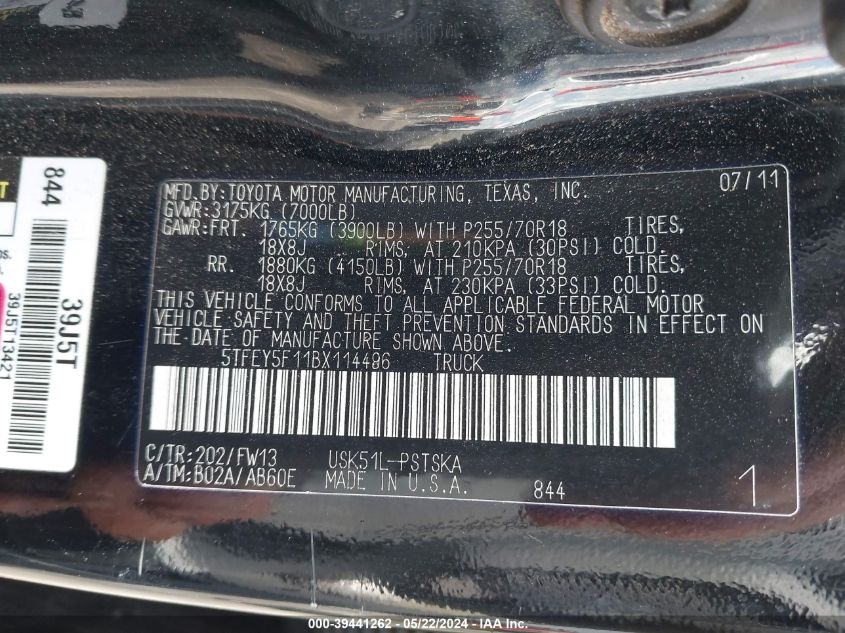 MFD.BY:TOYOTA MOTOR MANUFACTURING, TEXAS, INC. 07/11
GVWR:3175KG (7000LB)
GAWR:FRT. 1765KG (3900LB) WITH P255/70R18 TIRES,
18X8J RIMS, AT 210KPA (30PSI) COLD.
RR. 1880KG (4150LB) WITH P255/70R18 TIRES,
18X8J RIMS, AT 230KPA (33PSI) COLD.
THIS VEHICLE CONFORMS TO ALL APPLICABLE FEDERAL MOTOR
VEHICLE SAFETY AND THEFT PREVENTION STANDARDS IN EFFECT ON
THE DATE OF MANUFACTURE SHOWN ABOVE.
5TFEY5F11BX114486 TRUCK
C/TR:202/FW13 USK51L-PSTSKA
A/TM:B02A/AB60E MADE IN U.S.A. 844
1
844
39J5T
39J5T13421
000-39441262 - 05/22/2024 - IAA Inc.